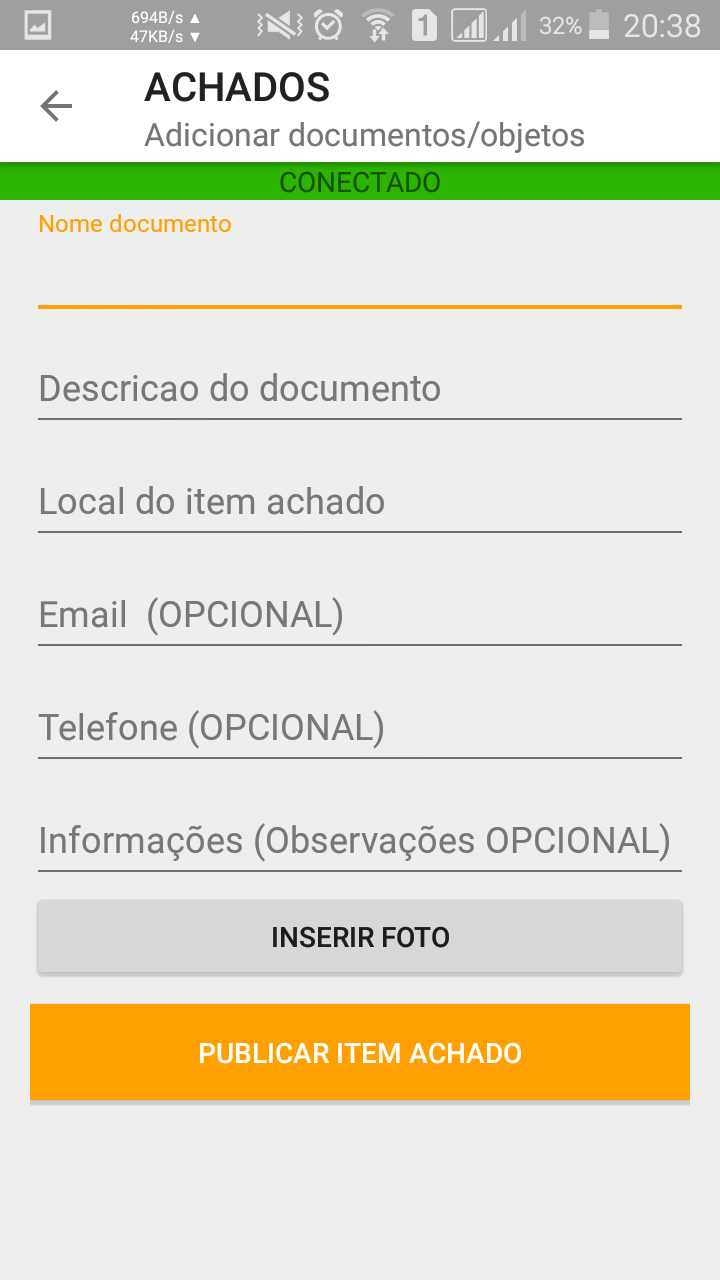 694B/s ▲
47KB/s ▼
1
32%
20:38
ACHADOS
Adicionar documentos/objetos
CONECTADO
Nome documento
Descricao do documento
Local do item achado
Email  (OPCIONAL)
Telefone (OPCIONAL)
Informações (Observações OPCIONAL)
INSERIR FOTO
PUBLICAR ITEM ACHADO